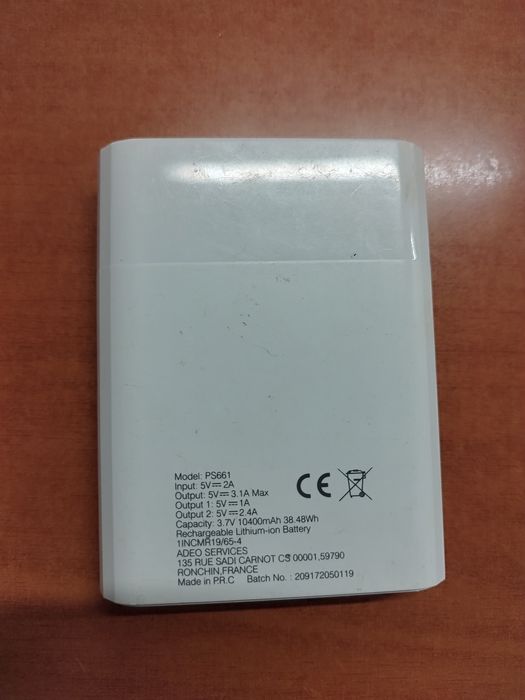 Model: PS661
Input: 5V⎓2A
Output: 5V⎓3.1A Max
Output 1: 5V⎓1A
Output 2: 5V⎓2.4A
Capacity: 3.7V 10400mAh 38.48Wh
Rechargeable Lithium-ion Battery
1INCMR19/65-4
ADEO SERVICES
135 RUE SADI CARNOT CS 00001,59790
RONCHIN,FRANCE
Made in P.R.C Batch No. : 209172050119
CE